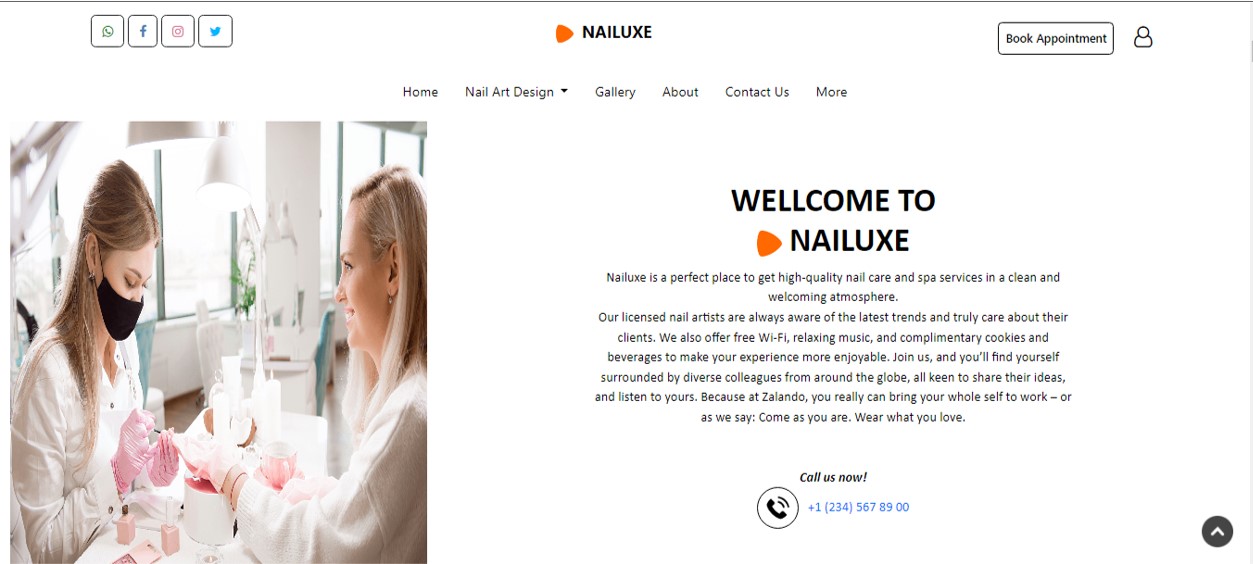 NAILUXE
Book Appointment
Home Nail Art Design Gallery About Contact Us More
WELLCOME TO
NAILUXE
Nailuxe is a perfect place to get high-quality nail care and spa services in a clean and
welcoming atmosphere.
Our licensed nail artists are always aware of the latest trends and truly care about their
clients. We also offer free Wi-Fi, relaxing music, and complimentary cookies and
beverages to make your experience more enjoyable. Join us, and you’ll find yourself
surrounded by diverse colleagues from around the globe, all keen to share their ideas,
and listen to yours. Because at Zalando, you really can bring your whole self to work – or
as we say: Come as you are. Wear what you love.
Call us now!
+1 (234) 567 89 00